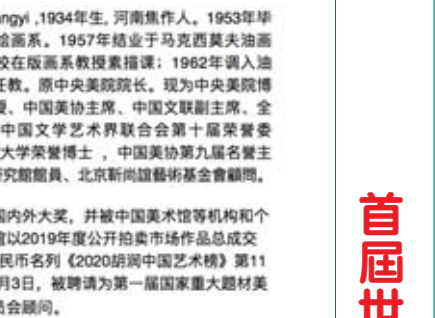 angyi ,1934年生, 河南焦作人。1953年毕
绘画系。1957年结业于马克西莫夫油画
校在版画系教授素描课；1962年调入油
任教。原中央美院院长。现为中央美院博
、中国美协主席、中国文联副主席、全
中国文学艺术界联合会第十届荣誉委
大学荣誉博士 ，中国美协第九届名誉主
究館館員、北京靳尚誼藝術基金會顧問。
国内外大奖，并被中国美术馆等机构和个
以2019年度公开拍卖市场作品总成交
民币名列《2020胡润中国艺术榜》第11
月3日，被聘请为第一届国家重大题材美
员会顾问。
首屆世